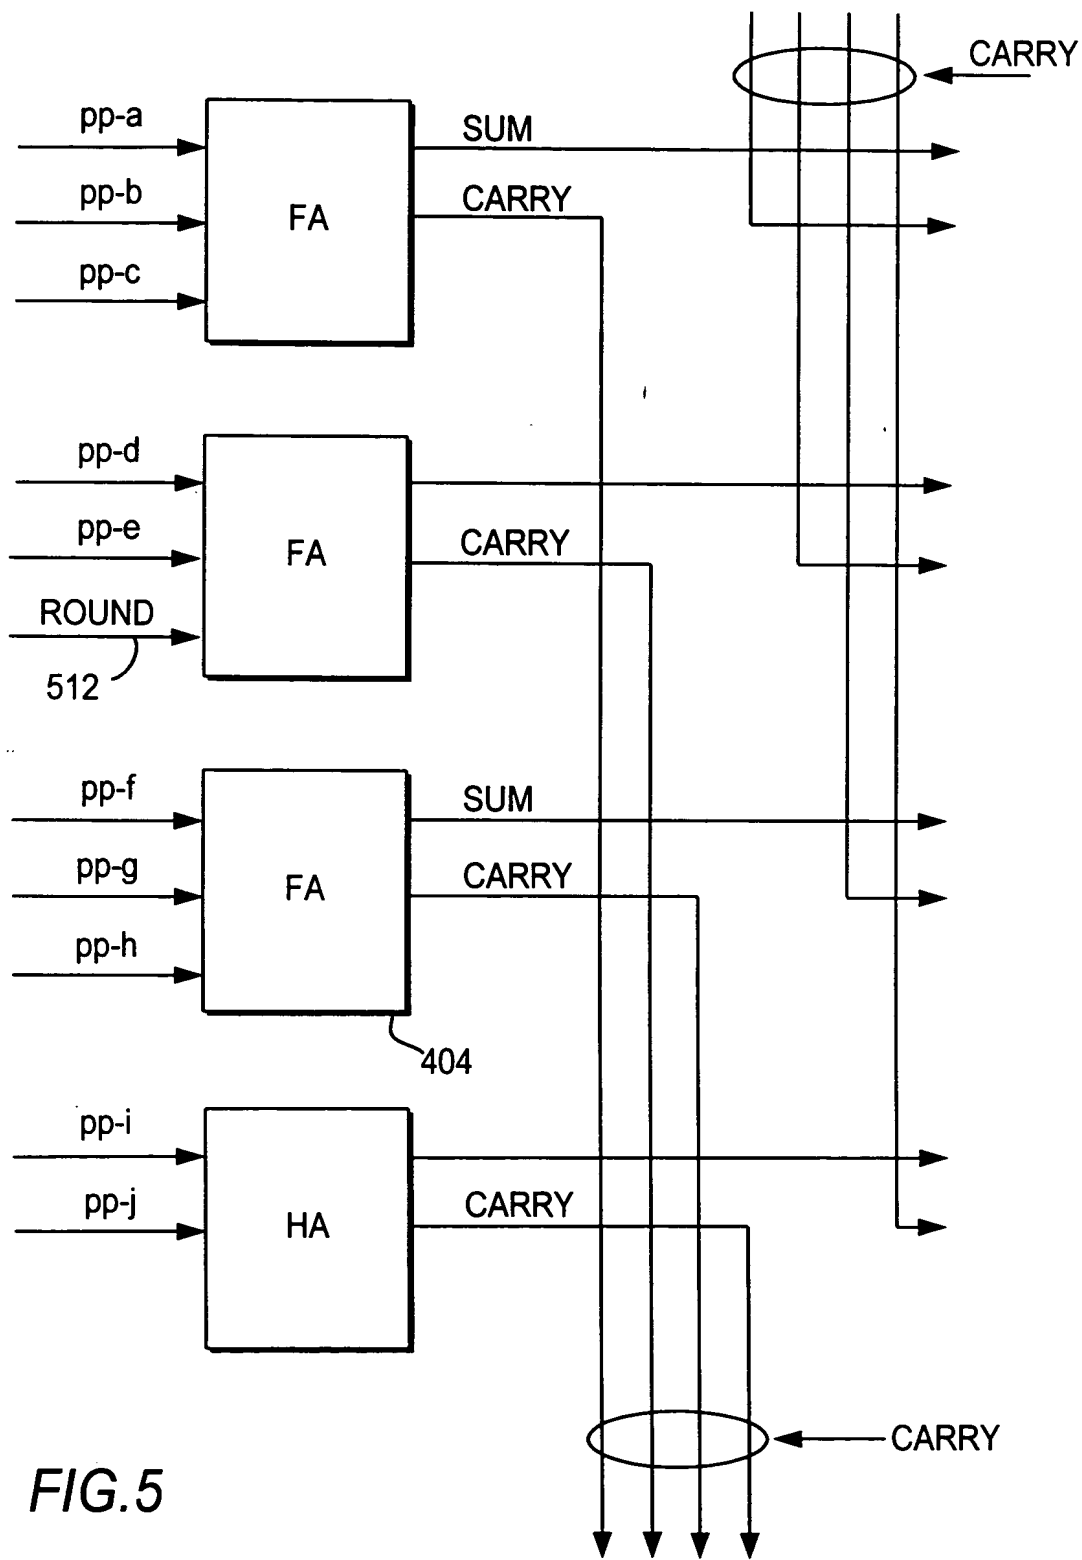 CARRY
pp-a
SUM
pp-b
CARRY
FA
pp-c
pp-d
pp-e
CARRY
FA
ROUND
512
pp-f
SUM
pp-g
CARRY
FA
pp-h
404
pp-i
pp-j
CARRY
HA
CARRY
FIG.5